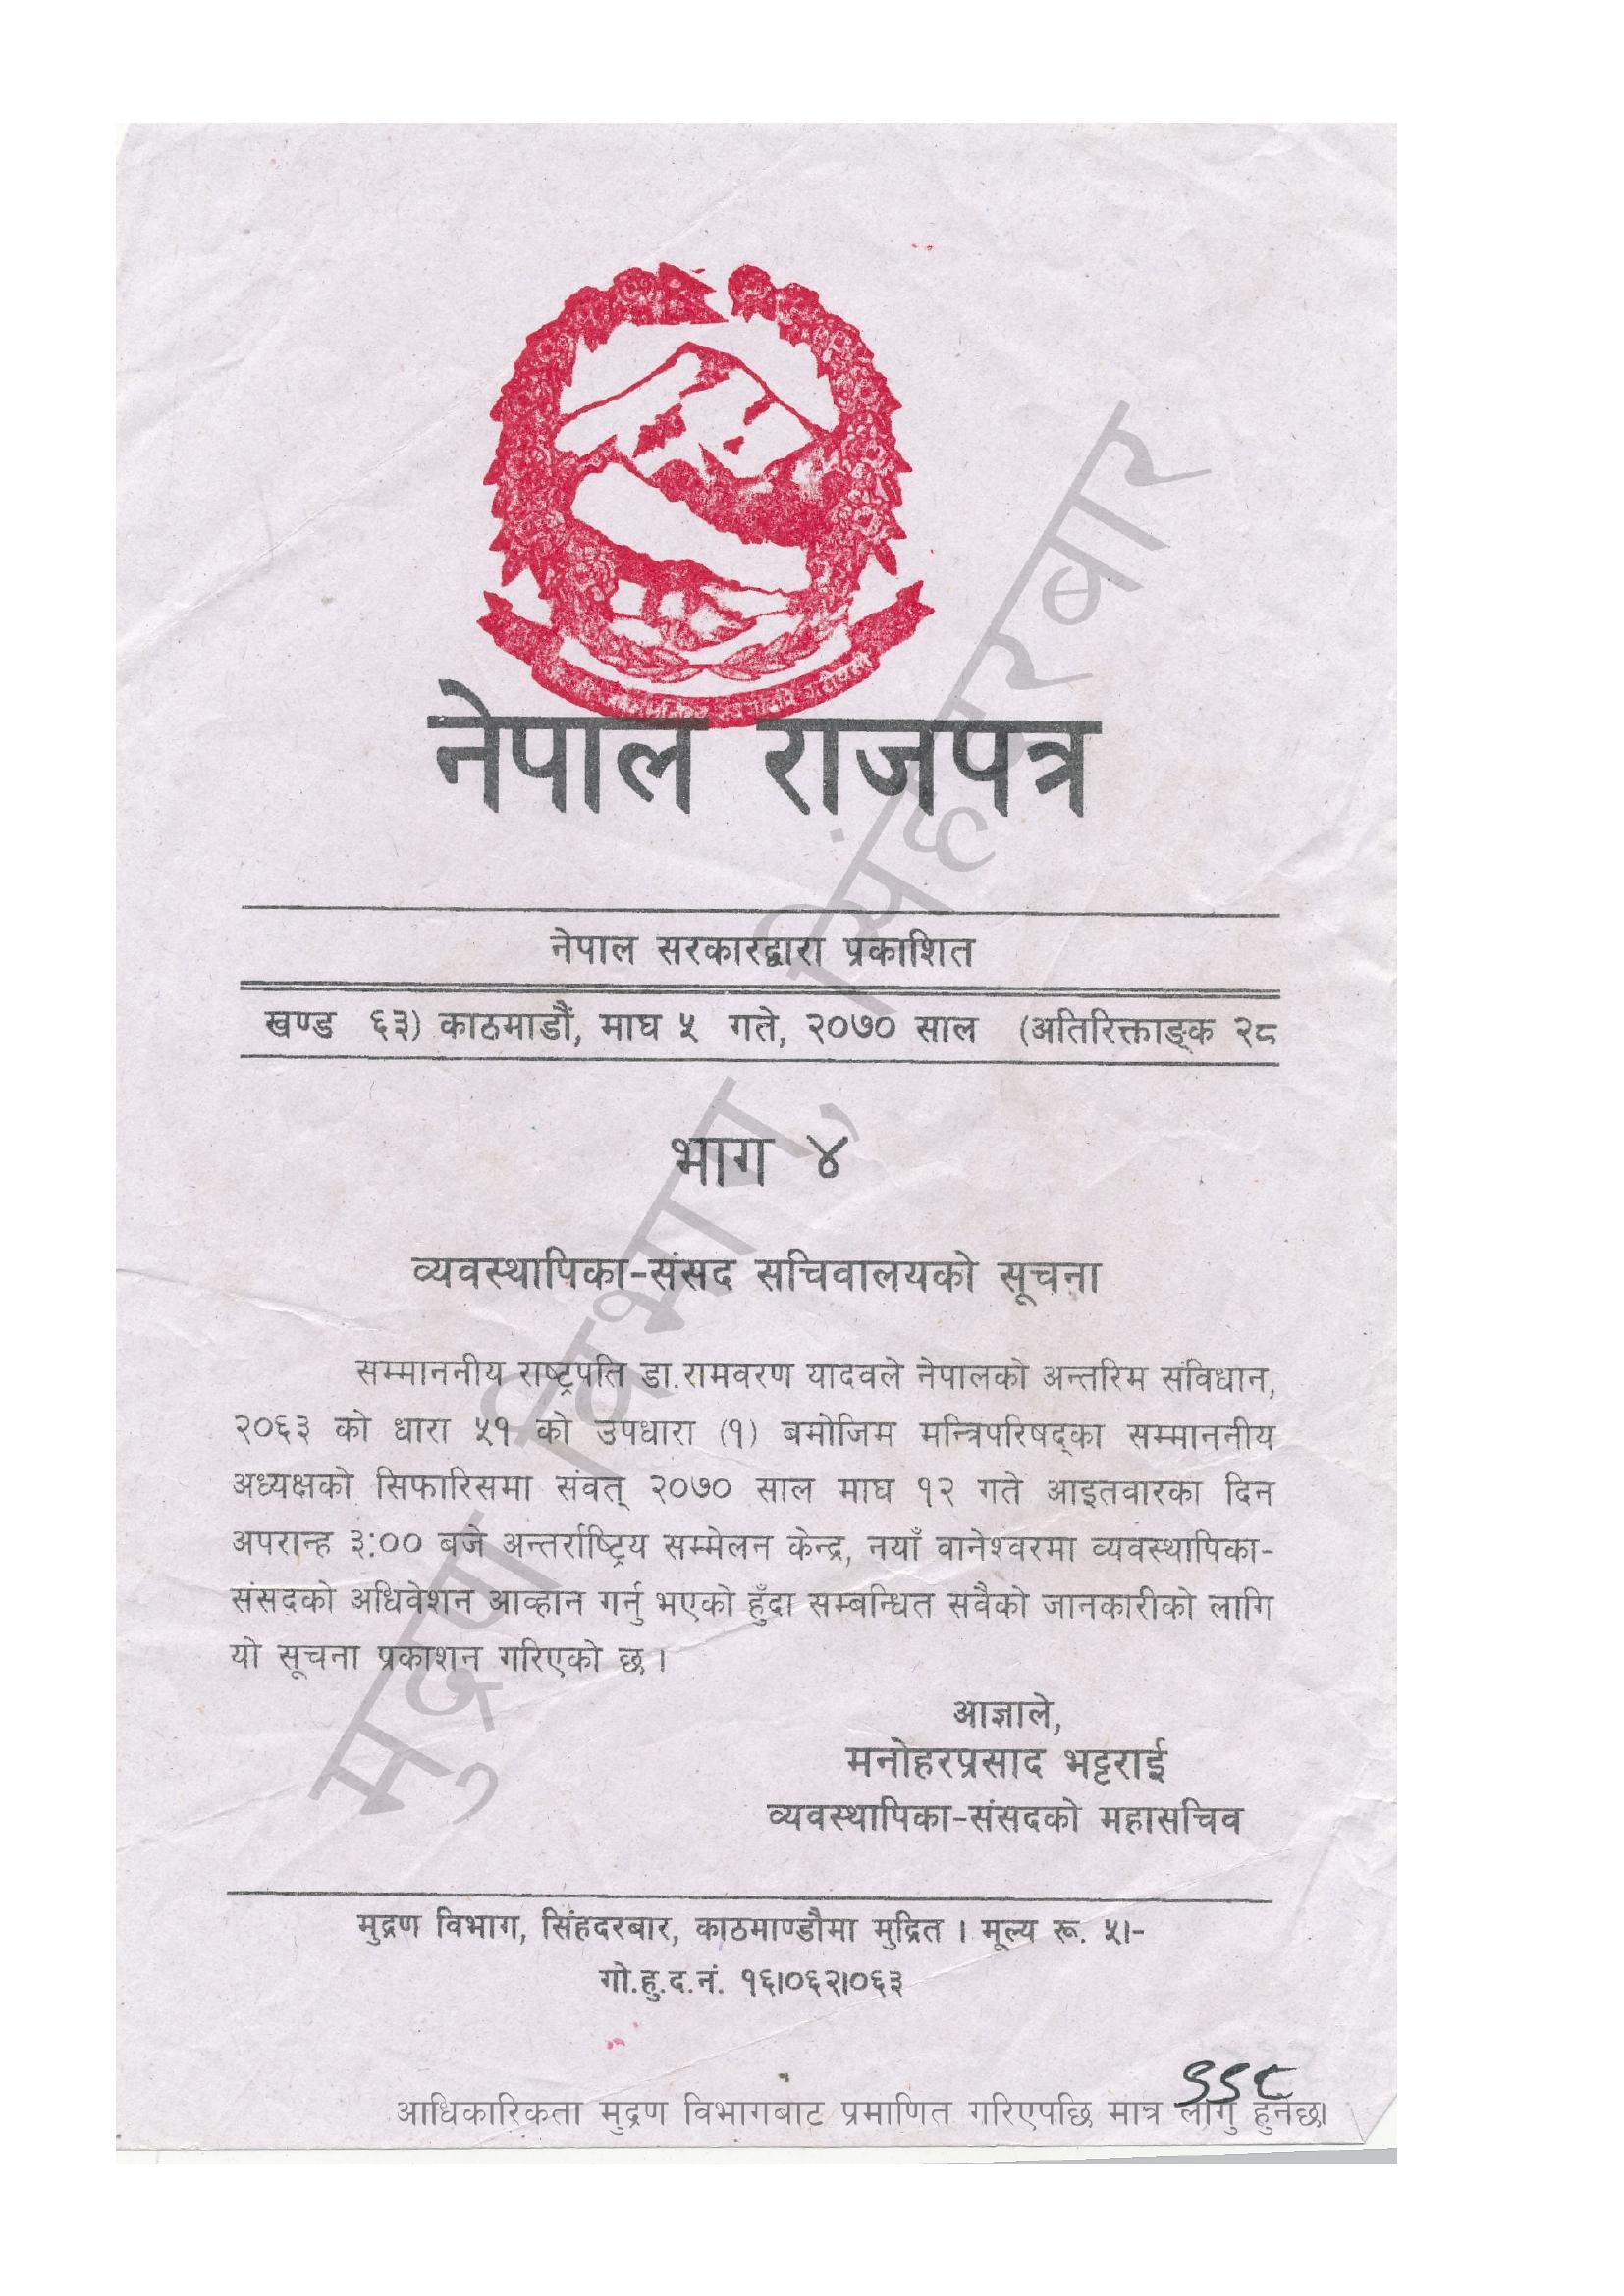 नेपाल राजपत्र
नेपाल सरकारद्वारा प्रकाशित
खण्ड ६३) काठमाडौं, माघ ५ गते, २०७० साल (अतिरिक्ताङ्क २८
भाग ४
व्यवस्थापिका-संसद सचिवालयको सूचना
सम्माननीय राष्ट्रपति डा.रामवरण यादवले नेपालको अन्तरिम संविधान,
२०६३ को धारा ५१ को उपधारा (१) बमोजिम मन्त्रिपरिषद्का सम्माननीय
अध्यक्षको सिफारिसमा संवत् २०७० साल माघ १२ गते आइतवारका दिन
अपरान्ह ३:०० बजे अन्तर्राष्ट्रिय सम्मेलन केन्द्र, नयाँ वानेश्वरमा व्यवस्थापिका-
संसदको अधिवेशन आव्हान गर्नु भएको हुँदा सम्बन्धित सवैको जानकारीको लागि
यो सूचना प्रकाशन गरिएको छ ।
आज्ञाले,
मनोहरप्रसाद भट्टराई
व्यवस्थापिका-संसदको महासचिव
मुद्रण विभाग, सिंहदरबार, काठमाण्डौमा मुद्रित । मूल्य रू. ५।-
गो.हु.द.नं. १६।०६२।०६३
आधिकारिकता मुद्रण विभागबाट प्रमाणित गरिएपछि मात्र लागु हुनेछ।
मुद्रण विभाग, सिंहदरबार